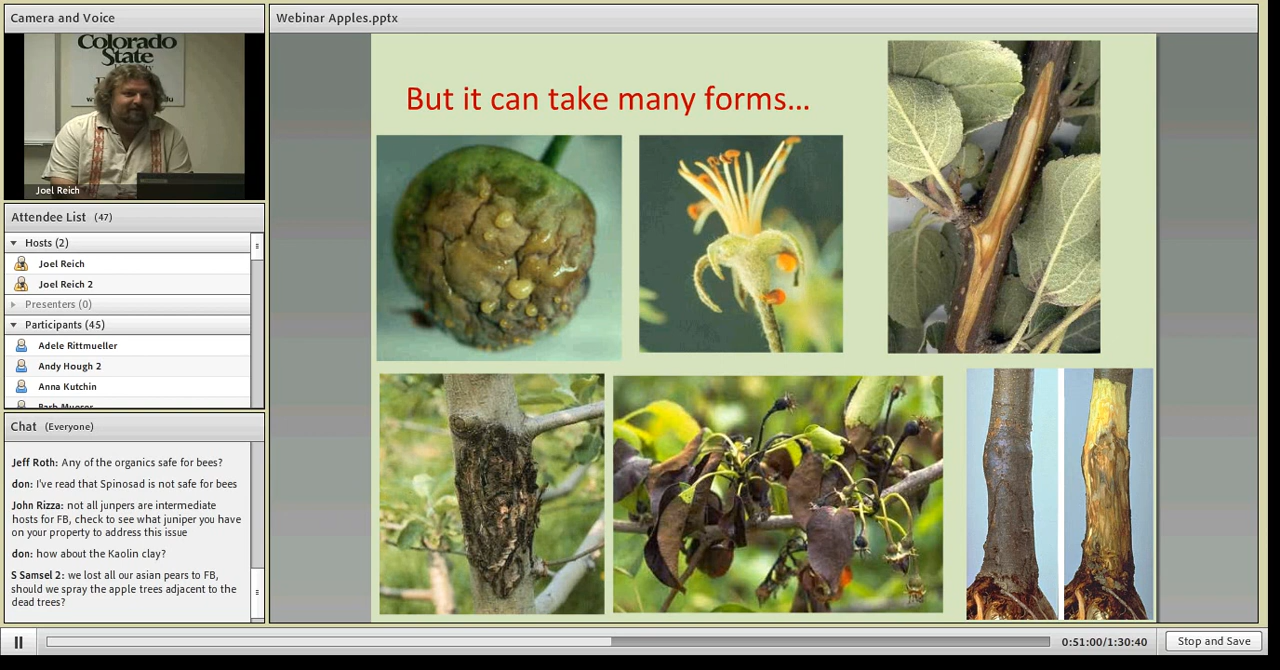 Camera and Voice
Colorado
State
Joel Reich
Attendee List (47)
Hosts (2)
Joel Reich
Joel Reich 2
Presenters (0)
Participants (45)
Adele Rittmueller
Andy Hough 2
Anna Kutchin
Chat (Everyone)
Jeff Roth: Any of the organics safe for bees?
don: I've read that Spinosad is not safe for bees
John Rizza: not all junpers are intermediate
hosts for FB, check to see what juniper you have
on your property to address this issue
don: how about the Kaolin clay?
S Samsel 2: we lost all our asian pears to FB,
should we spray the apple trees adjacent to the
dead trees?
Webinar Apples.pptx
But it can take many forms...
0:51:00/1:30:40
Stop and Save